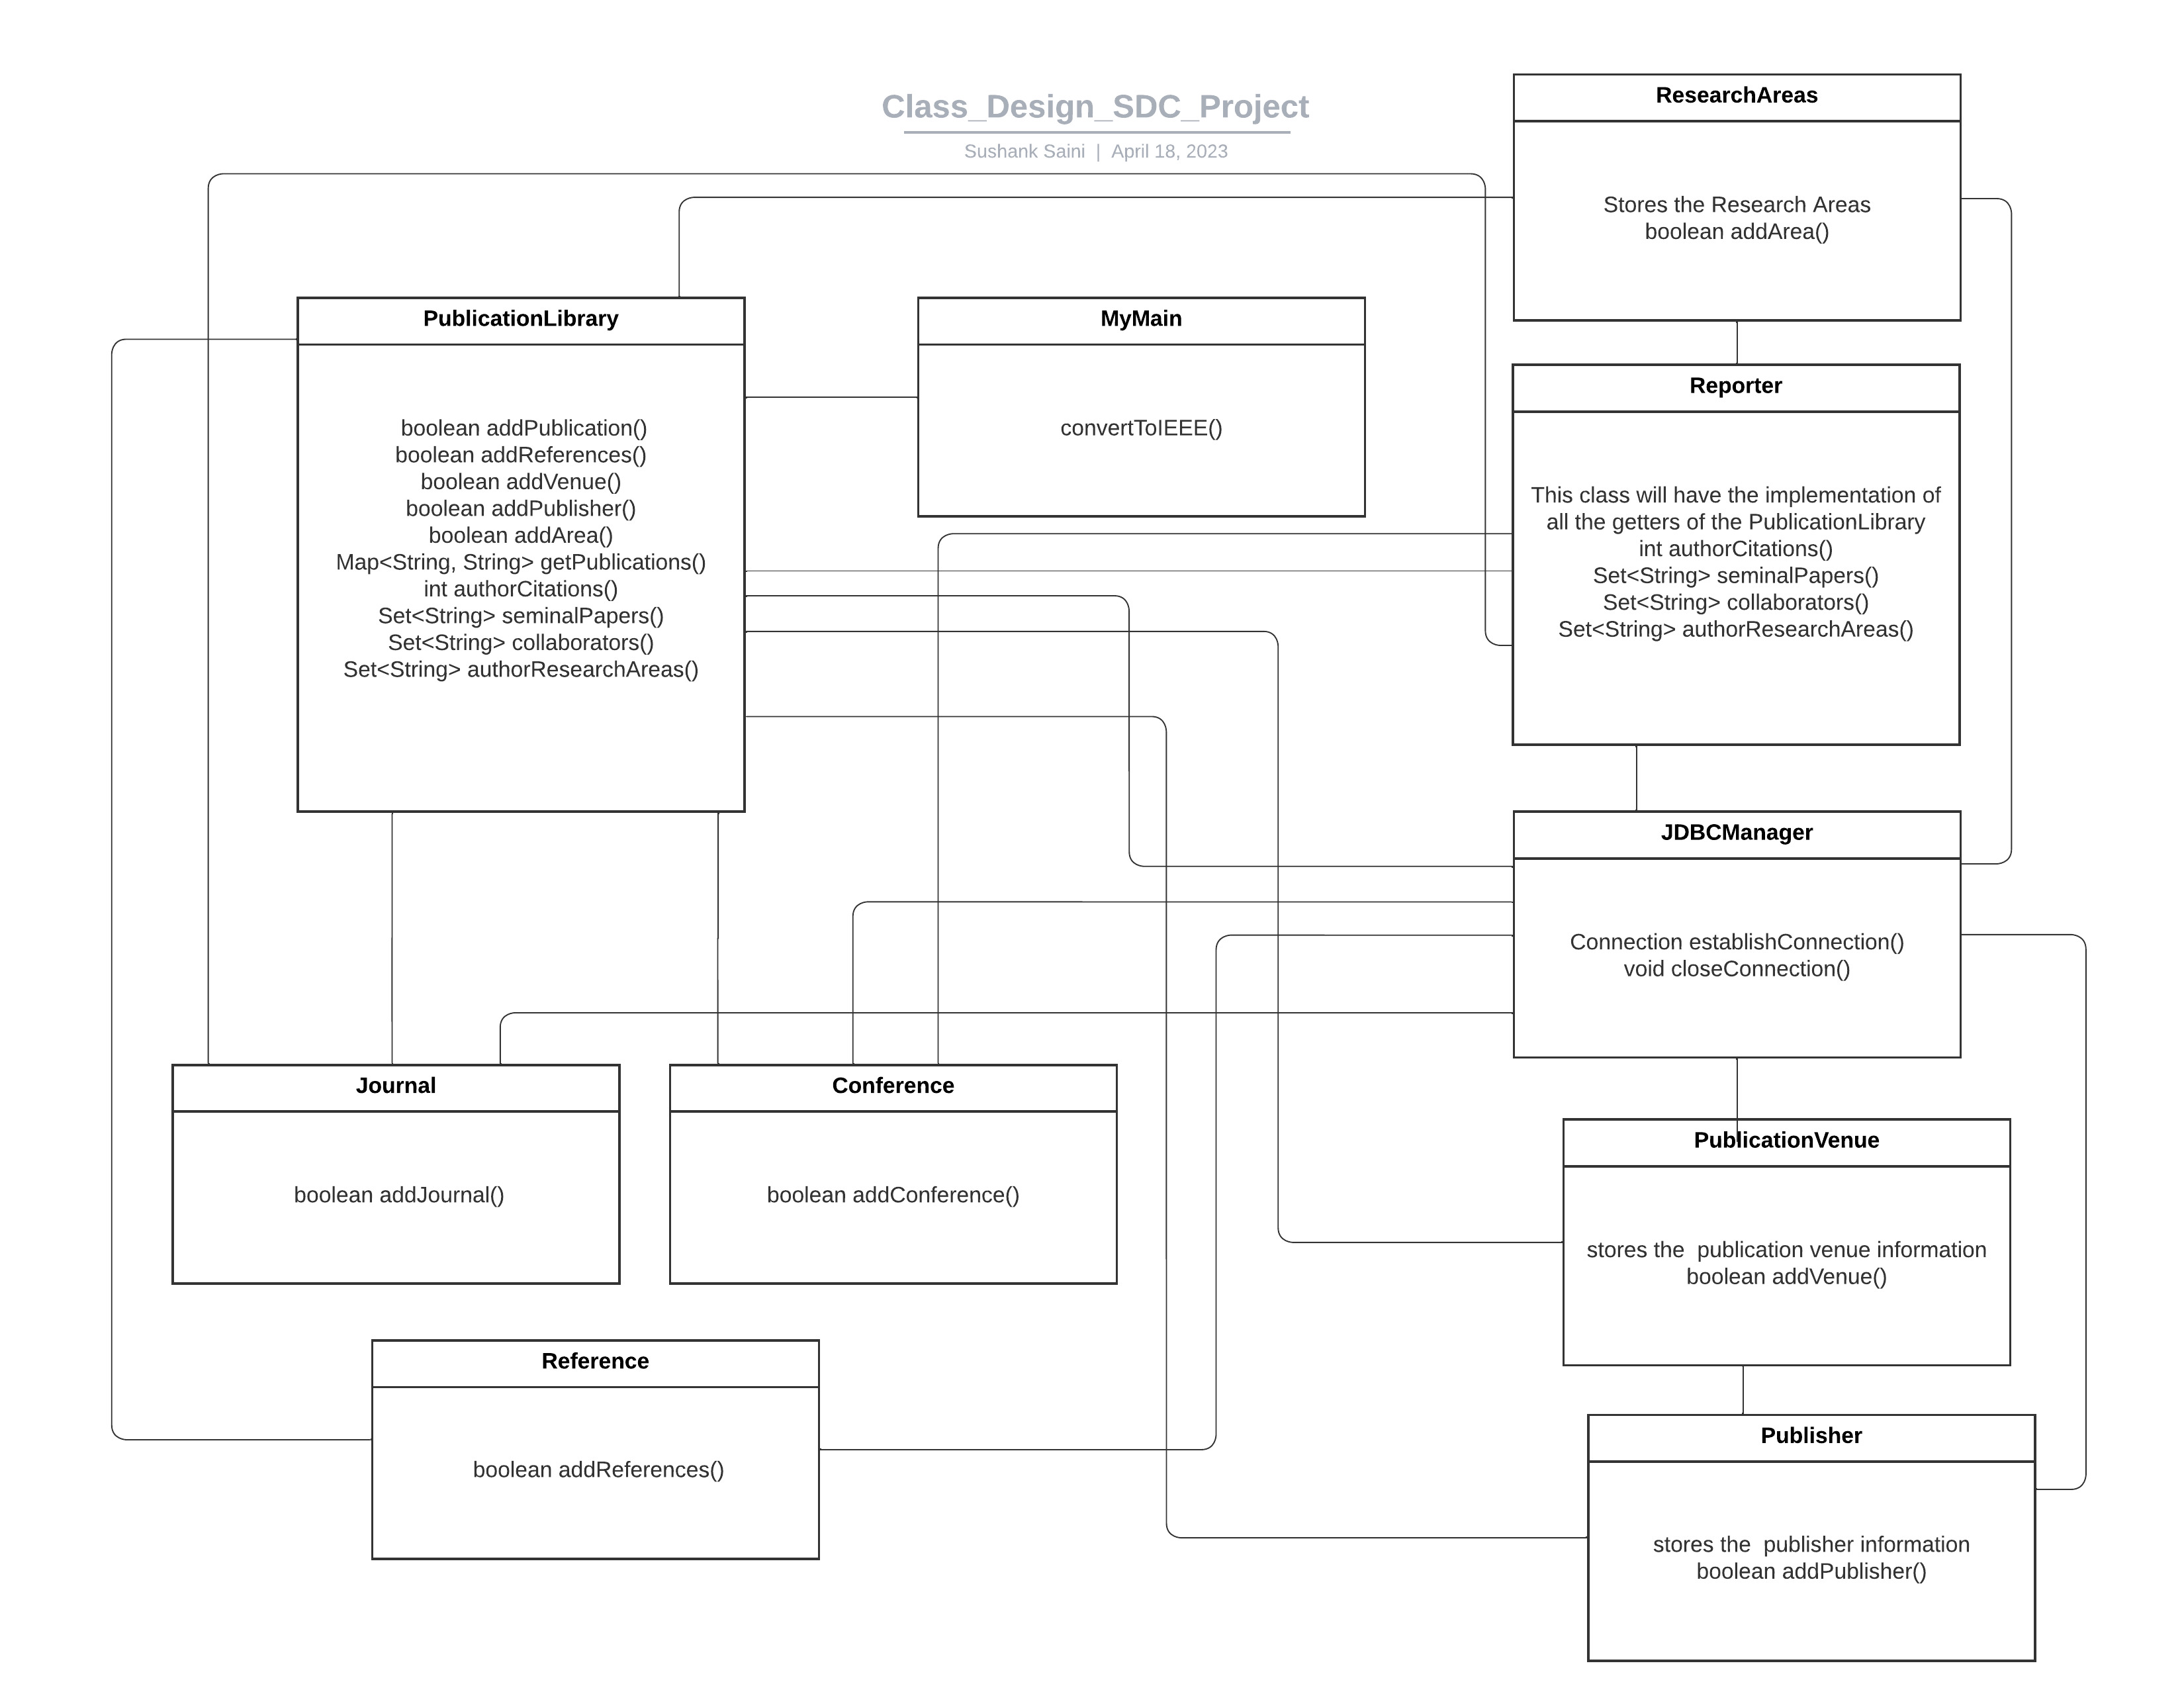 Class_Design_SDC_Project
Sushank Saini | April 18, 2023
ResearchAreas
Stores the Research Areas
boolean addArea()
PublicationLibrary
boolean addPublication()
boolean addReferences()
boolean addVenue()
boolean addPublisher()
boolean addArea()
Map<String, String> getPublications()
int authorCitations()
Set<String> seminalPapers()
Set<String> collaborators()
Set<String> authorResearchAreas()
MyMain
convertToIEEE()
Reporter
This class will have the implementation of
all the getters of the PublicationLibrary
int authorCitations()
Set<String> seminalPapers()
Set<String> collaborators()
Set<String> authorResearchAreas()
JDBCManager
Connection establishConnection()
void closeConnection()
Journal
boolean addJournal()
Conference
boolean addConference()
PublicationVenue
stores the  publication venue information
boolean addVenue()
Reference
boolean addReferences()
Publisher
stores the  publisher information
boolean addPublisher()